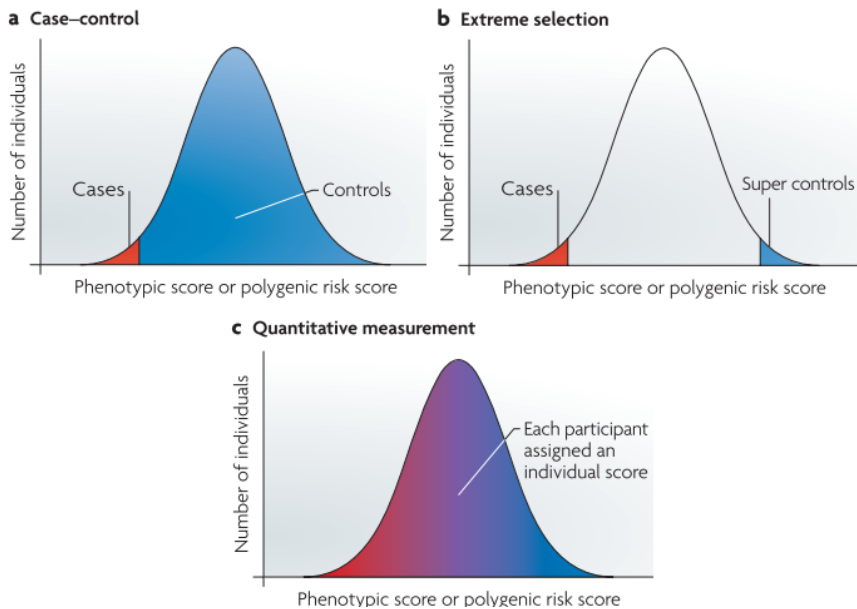 a Case–control
Number of individuals
Cases
Controls
Phenotypic score or polygenic risk score
b Extreme selection
Number of individuals
Cases
Super controls
Phenotypic score or polygenic risk score
c Quantitative measurement
Number of individuals
Each participant
assigned an
individual score
Phenotypic score or polygenic risk score